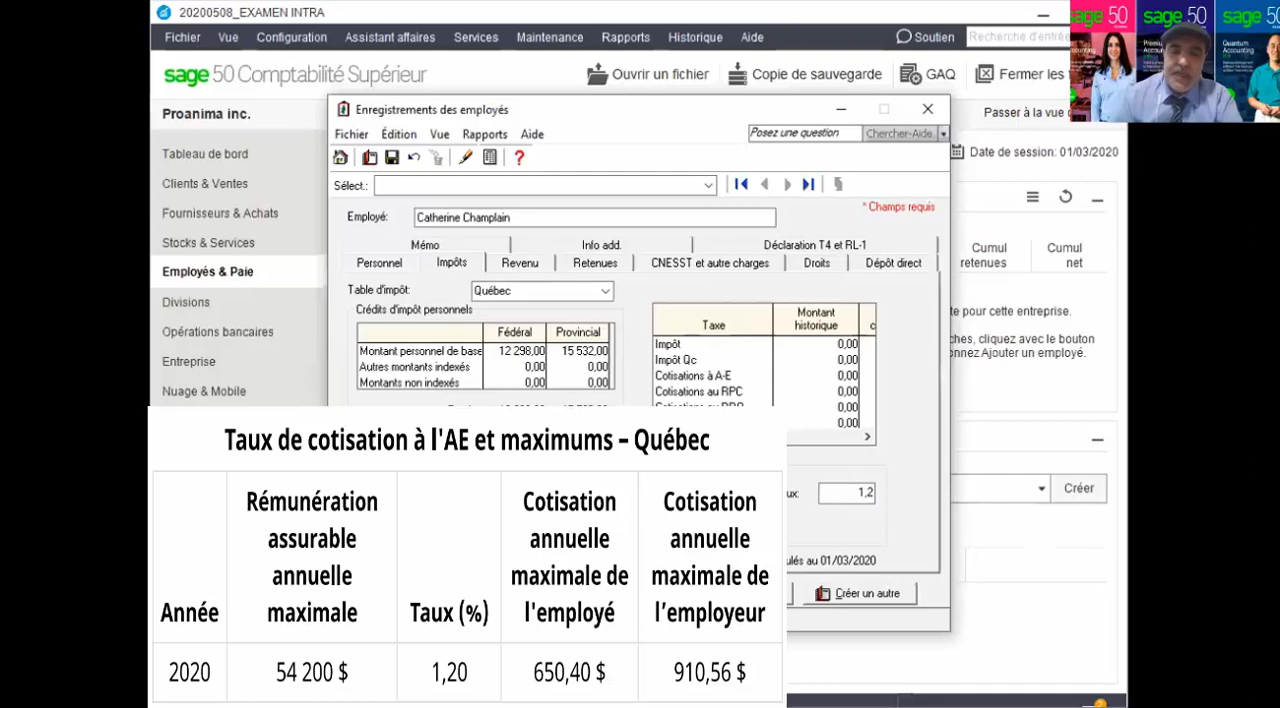 20200508_EXAMEN INTRA
Fichier Vue Configuration Assistant affaires Services Maintenance Rapports Historique Aide Soutien Recherche d'entrée
sage 50 Comptabilité Supérieur Ouvrir un fichier Copie de sauvegarde GAQ Fermer les
sage 50 sage 50 sage 50
Proanima inc.
Passer à la vue
Date de session: 01/03/2020
Tableau de bord
Clients & Ventes
Fournisseurs & Achats
Stocks & Services
Employés & Paie
Divisions
Opérations bancaires
Entreprise
Nuage & Mobile
Enregistrements des employés
Fichier Édition Vue Rapports Aide
Posez une question Chercher-Aide
Sélect.:
* Champs requis
Employé: Catherine Champlain
Mémo Info add. Déclaration T4 et RL-1
Personnel Impôts Revenu Retenues CNESST et autre charges Droits Dépôt direct
Table d'impôt: Québec
Crédits d'impôt personnels
Fédéral Provincial
Montant personnel de base 12 298,00 15 532,00
Autres montants indexés 0,00 0,00
Montants non indexés 0,00 0,00
Taxe Montant historique c
Impôt 0,00
Impôt Qc 0,00
Cotisations à A-E 0,00
Cotisations au RPC 0,00
0,00
0,00
ux: 1,2
ulés au 01/03/2020
Créer un autre
Cumul retenues
Cumul net
te pour cette entreprise.
hes, cliquez avec le bouton
onnez Ajouter un employé.
Créer
Taux de cotisation à l'AE et maximums – Québec
Année Rémunération assurable annuelle maximale Taux (%) Cotisation annuelle maximale de l'employé Cotisation annuelle maximale de l’employeur
2020 54 200 $ 1,20 650,40 $ 910,56 $